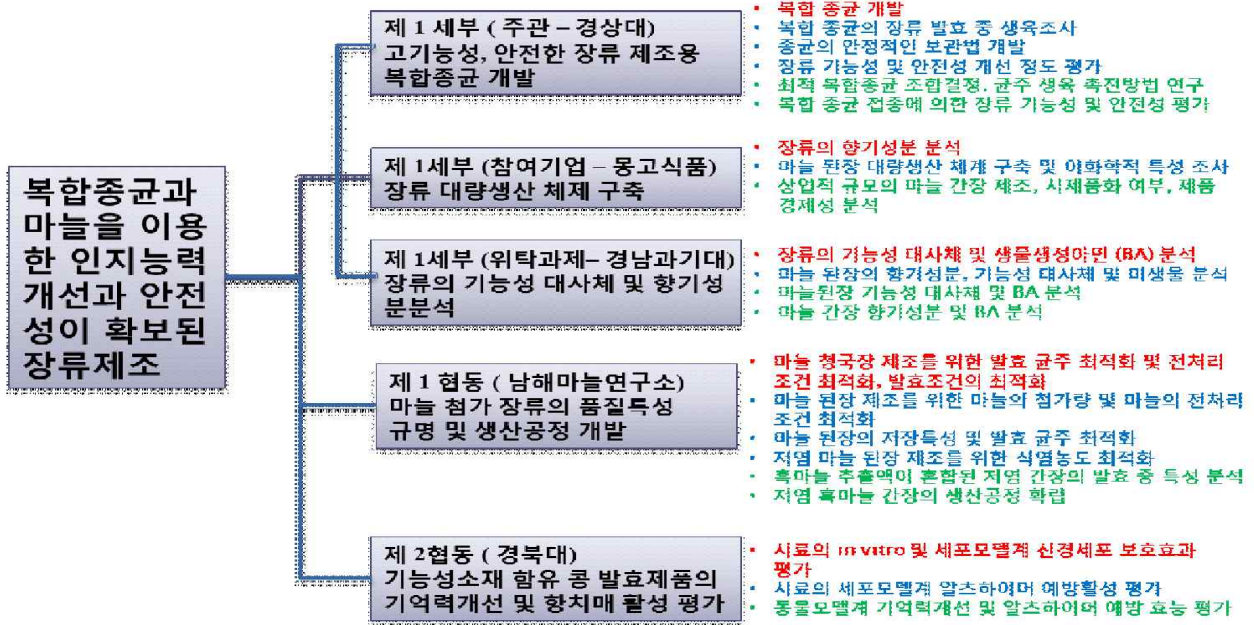 복합종균과
마늘을 이용
한 인지능력
개선과 안전
성이 확보된
장류제조
제 1 세부 ( 주관 – 경상대)
고기능성, 안전한 장류 제조용
복합종균 개발
• 복합 종균 개발
• 복합 종균의 장류 발효 중 생육조사
• 종균의 안정적인 보관법 개발
• 장류 기능성 및 안전성 개선 정도 평가
• 최적 복합종균 조합결정, 균주 생육 촉진방법 연구
• 복합 종균 접종에 의한 장류 기능성 및 안전성 평가
제 1세부 (참여기업 – 몽고식품)
장류 대량생산 체제 구축
• 장류의 향기성분 분석
• 마늘 된장 대량생산 체계 구축 및 이화학적 특성 조사
• 상업적 규모의 마늘 간장 제조, 시제품화 여부, 제품
경제성 분석
제 1세부 (위탁과제– 경남과기대)
장류의 기능성 대사체 및 향기성
분분석
• 장류의 기능성 대사체 및 생물생성아민 (BA) 분석
• 마늘 된장의 향기성분, 기능성 대사체 및 미생물 분석
• 마늘된장 기능성 대사체 및 BA 분석
• 마늘 간장 향기성분 및 BA 분석
제 1 협동 ( 남해마늘연구소)
마늘 첨가 장류의 품질특성
규명 및 생산공정 개발
• 마늘 청국장 제조를 위한 발효 균주 최적화 및 전처리
조건 최적화, 발효조건의 최적화
• 마늘 된장 제조를 위한 마늘의 첨가량 및 마늘의 전처리
조건 최적화
• 마늘 된장의 저장특성 및 발효 균주 최적화
• 저염 마늘 된장 제조를 위한 식염농도 최적화
• 흑마늘 추출액이 혼합된 저염 간장의 발효 중 특성 분석
• 저염 흑마늘 간장의 생산공정 확립
제 2협동 ( 경북대)
기능성소재 함유 콩 발효제품의
기억력개선 및 항치매 활성 평가
• 시료의 in vitro 및 세포모델계 신경세포 보호효과
평가
• 시료의 세포모델계 알츠하이머 예방활성 평가
• 동물모델계 기억력개선 및 알츠하이머 예방 효능 평가